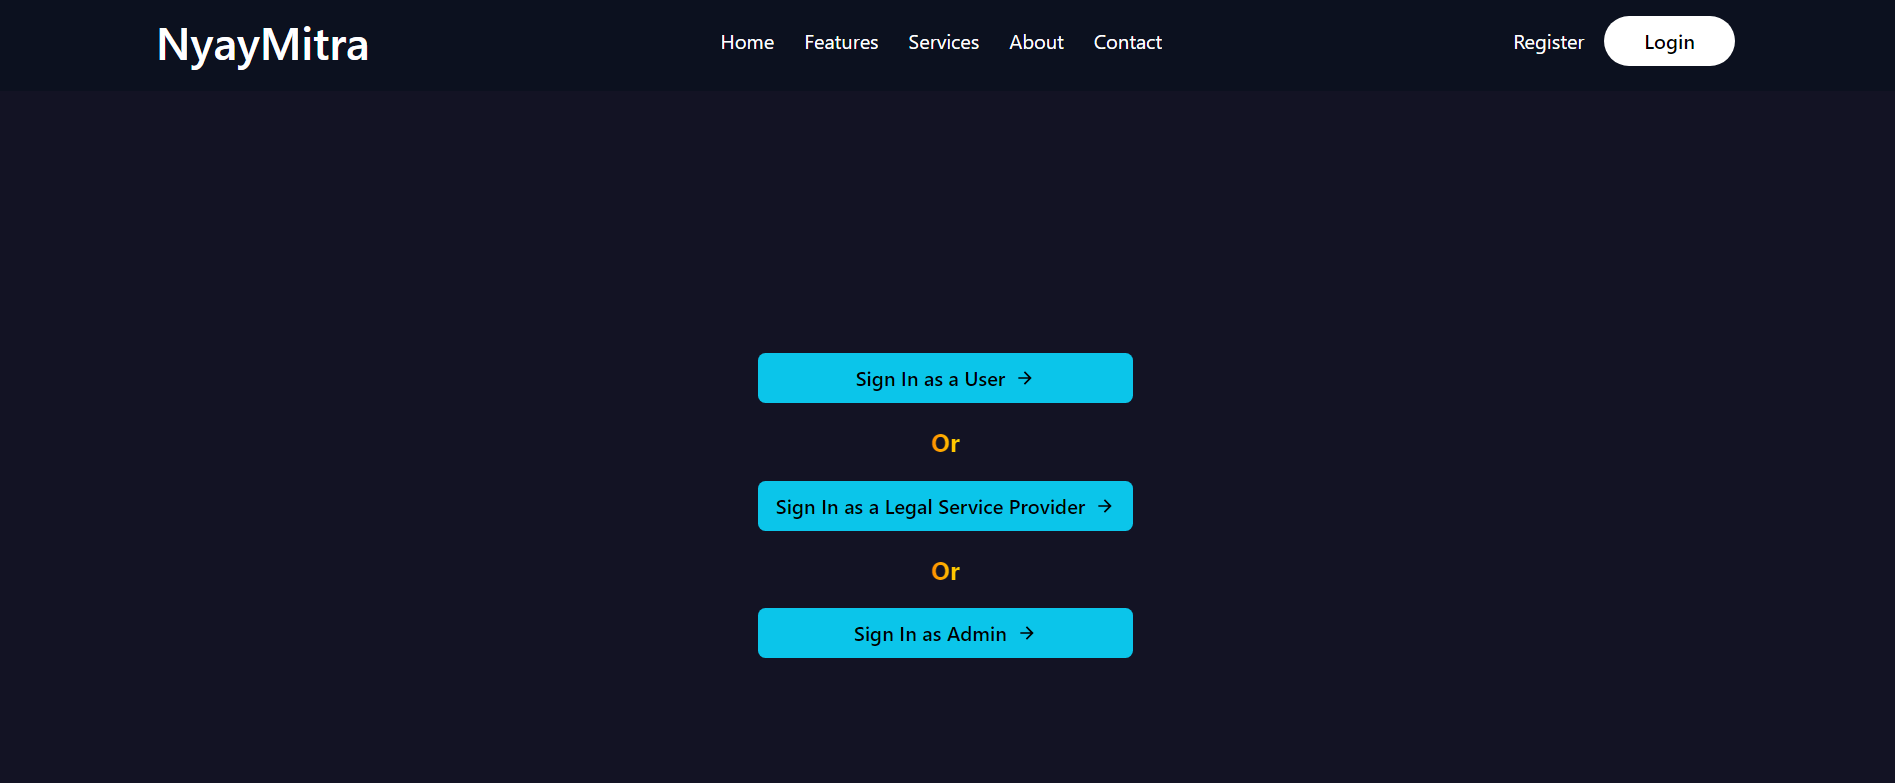 NyayMitra
Home Features Services About Contact
Register Login
Sign In as a User →
Or
Sign In as a Legal Service Provider →
Or
Sign In as Admin →